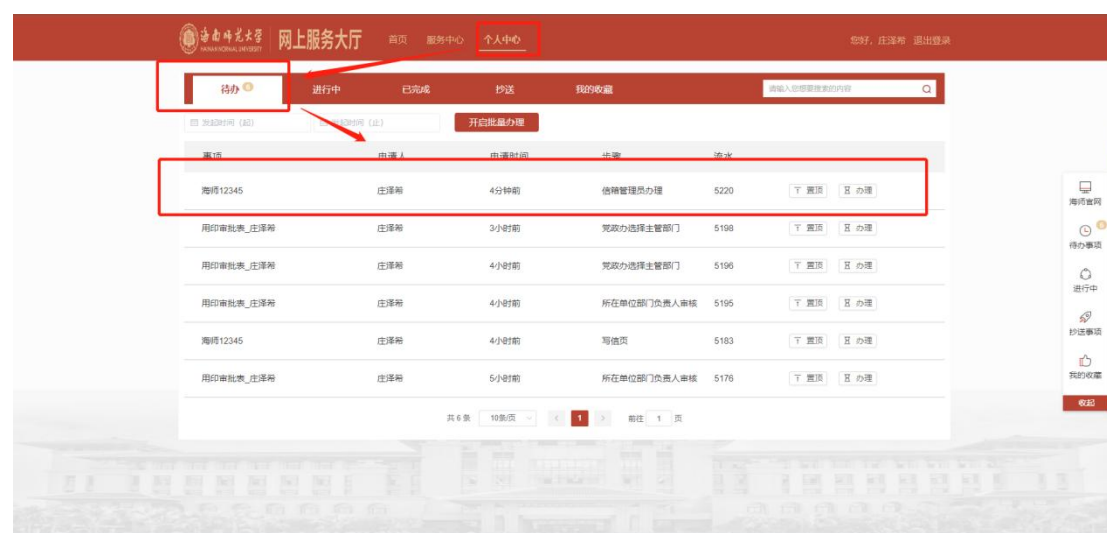 海南师范大学 网上服务大厅 首页 服务中心 个人中心 您好，庄泽希 退出登录
HAINAN NORMAL UNIVERSITY
待办 6 进行中 已完成 抄送 我的收藏 请输入您想要搜索的内容
发起时间（起） 发起时间（止） 开启批量办理
事项 申请人 申请时间 步骤 流水
海师12345 庄泽希 4分钟前 信箱管理员办理 5220 置顶 办理
用印审批表_庄泽希 庄泽希 3小时前 党政办选择主管部门 5198 置顶 办理
用印审批表_庄泽希 庄泽希 4小时前 党政办选择主管部门 5196 置顶 办理
用印审批表_庄泽希 庄泽希 4小时前 所在单位部门负责人审核 5195 置顶 办理
海师12345 庄泽希 4小时前 写信页 5183 置顶 办理
用印审批表_庄泽希 庄泽希 5小时前 所在单位部门负责人审核 5176 置顶 办理
共 6 条 10条/页 1 前往 1 页
海师官网
6
待办事项
进行中
抄送事项
我的收藏
收起